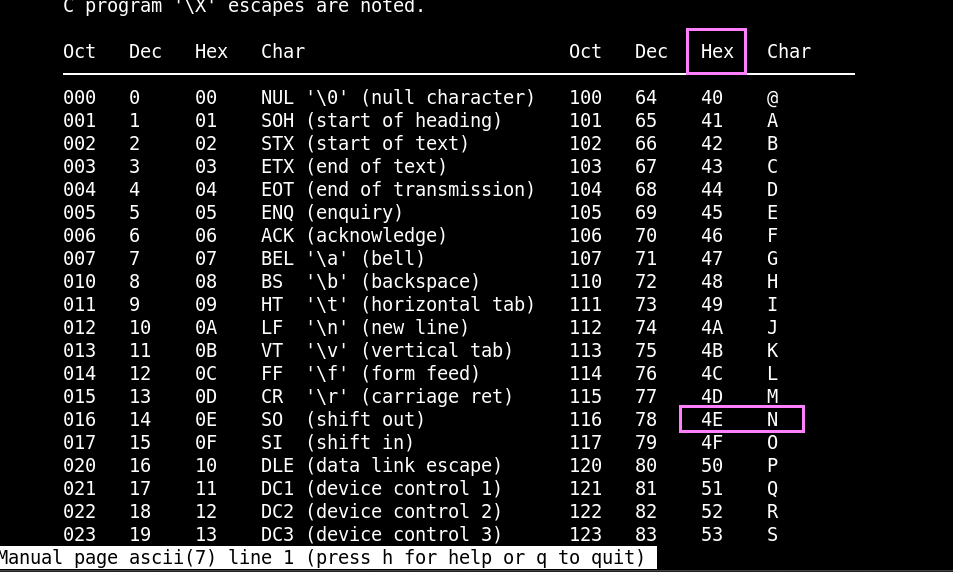 C program '\X' escapes are noted.
Oct   Dec   Hex   Char                        Oct   Dec   Hex   Char
000   0     00    NUL '\0' (null character)   100   64    40    @
001   1     01    SOH (start of heading)      101   65    41    A
002   2     02    STX (start of text)         102   66    42    B
003   3     03    ETX (end of text)           103   67    43    C
004   4     04    EOT (end of transmission)   104   68    44    D
005   5     05    ENQ (enquiry)               105   69    45    E
006   6     06    ACK (acknowledge)           106   70    46    F
007   7     07    BEL '\a' (bell)             107   71    47    G
010   8     08    BS  '\b' (backspace)        110   72    48    H
011   9     09    HT  '\t' (horizontal tab)   111   73    49    I
012   10    0A    LF  '\n' (new line)         112   74    4A    J
013   11    0B    VT  '\v' (vertical tab)     113   75    4B    K
014   12    0C    FF  '\f' (form feed)        114   76    4C    L
015   13    0D    CR  '\r' (carriage ret)     115   77    4D    M
016   14    0E    SO  (shift out)             116   78    4E    N
017   15    0F    SI  (shift in)              117   79    4F    O
020   16    10    DLE (data link escape)      120   80    50    P
021   17    11    DC1 (device control 1)      121   81    51    Q
022   18    12    DC2 (device control 2)      122   82    52    R
023   19    13    DC3 (device control 3)      123   83    53    S
Manual page ascii(7) line 1 (press h for help or q to quit)